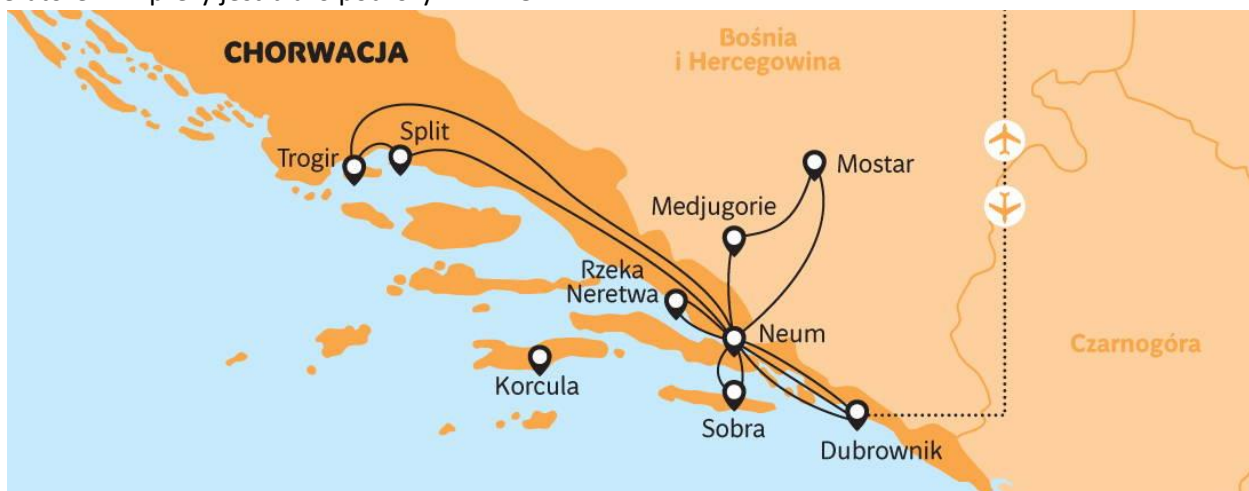 CHORWACJA
Bośnia
i Hercegowina
Split
Trogir
Mostar
Medjugorie
Rzeka
Neretwa
Neum
Czarnogóra
Korcula
Sobra
Dubrownik